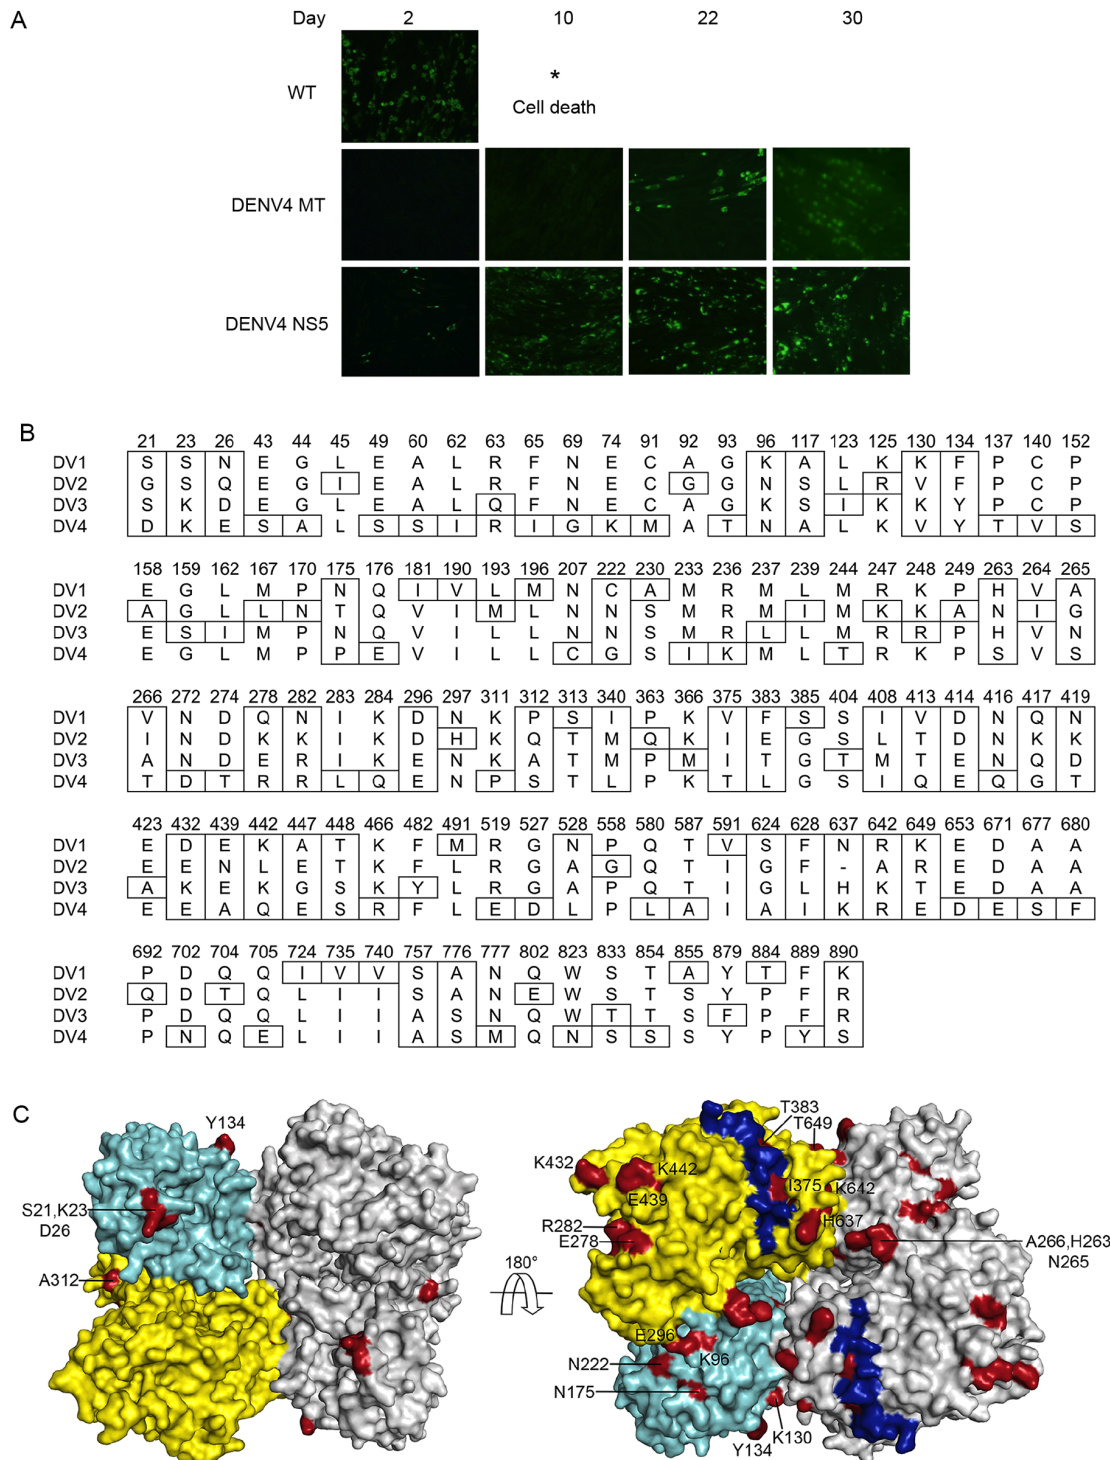 A
Day 2 10 22 30
WT
*
Cell death
DENV4 MT
DENV4 NS5
B
21 23 26 43 44 45 49 60 62 63 65 69 74 91 92 93 96 117 123 125 130 134 137 140 152
DV1 S S N E G L E A L R F N E C A G K A L K K F P C P
DV2 G S Q E G I E A L R F N E C G G N S L R V F P C P
DV3 S K D E G L E A L Q F N E C A G K S I K K Y P C P
DV4 D K E S A L S S I R I G K M A T N A L K V Y T V S
158 159 162 167 170 175 176 181 190 193 196 207 222 230 233 236 237 239 244 247 248 249 263 264 265
DV1 E G L M P N Q I V L M N C A M R M L M R K P H V A
DV2 A G L L N T Q V I M L N N S M R M I M K K A N I G
DV3 E S I M P N Q V I L L N N S M R L L M R R P H V N
DV4 E G L M P P E V I L L C G S I K M L T R K P S V S
266 272 274 278 282 283 284 296 297 311 312 313 340 363 366 375 383 385 404 408 413 414 416 417 419
DV1 V N D Q N I K D N K P S I P K V F S S I V D N Q N
DV2 I N D K K I K D H K Q T M Q K I E G S L T D N K K
DV3 A N D E R I K E N K A T M P M I T G T M T E N Q D
DV4 T D T R R L Q E N P S T L P K T L G S I Q E Q G T
423 432 439 442 447 448 466 482 491 519 527 528 558 580 587 591 624 628 637 642 649 653 671 677 680
DV1 E D E K A T K F M R G N P Q T V S F N R K E D A A
DV2 E E N L E T K F L R G A G Q T I G F - A R E D A A
DV3 A K E K G S K Y L R G A P Q T I G L H K T E D A A
DV4 E E A Q E S R F L E D L P L A I A I K R E D E S F
692 702 704 705 724 735 740 757 776 777 802 823 833 854 855 879 884 889 890
DV1 P D Q Q I V V S A N Q W S T A Y T F K
DV2 Q D T Q L I I S A N E W S T S Y P F R
DV3 P D Q Q L I I A S N Q W T T S F P F R
DV4 P N Q E L I I A S M Q N S S S Y P Y S
C
Y134
S21,K23
D26
A312
180°
T383
T649
K432
K442
E439
I375
K642
H637
R282
E278
A266,H263
N265
E296
K96
N222
N175
K130
Y134